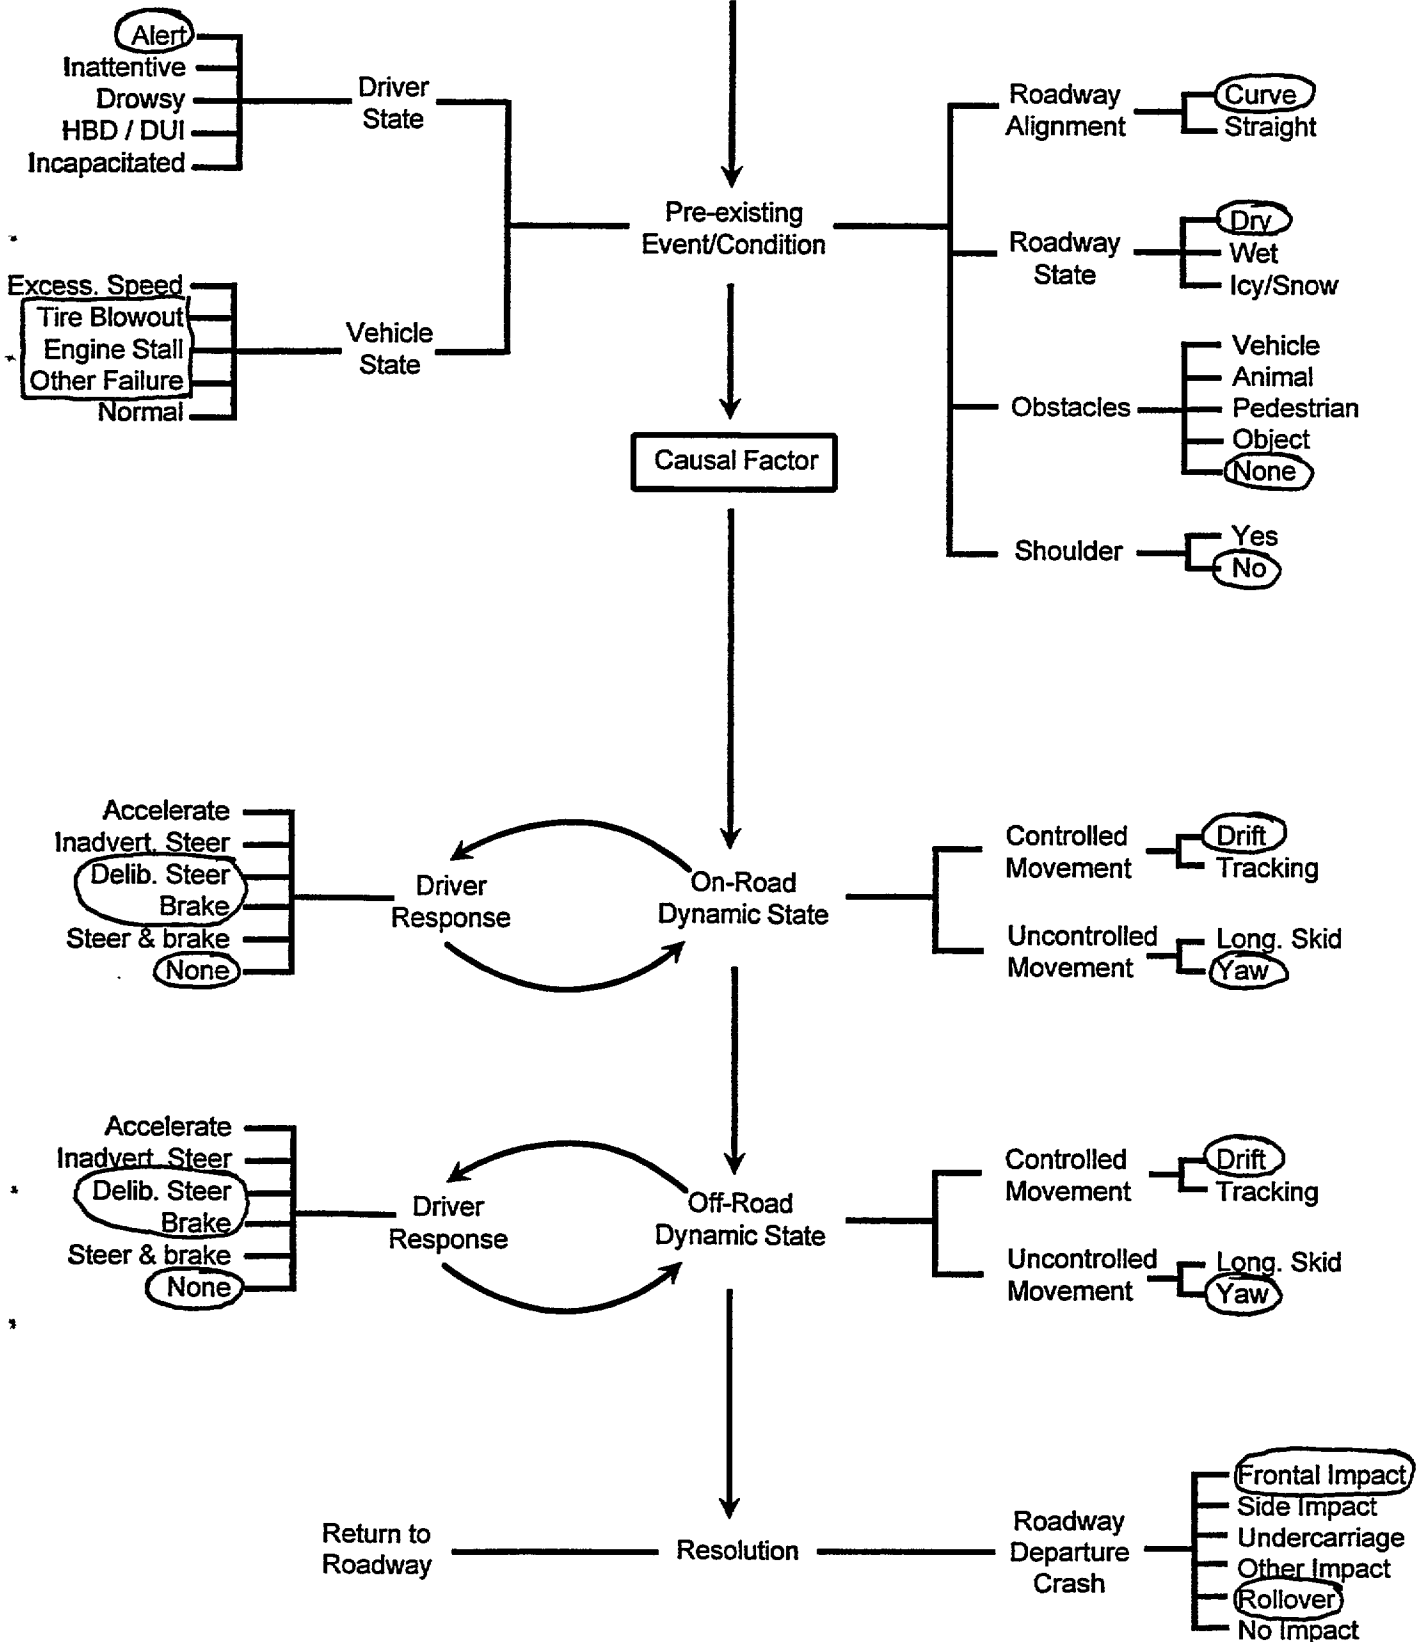 Alert
Inattentive
Drowsy
HBD / DUI
Incapacitated
Driver
State
Excess. Speed
Tire Blowout
Engine Stall
Other Failure
Normal
Vehicle
State
Pre-existing
Event/Condition
Roadway
Alignment
Curve
Straight
Roadway
State
Dry
Wet
Icy/Snow
Obstacles
Vehicle
Animal
Pedestrian
Object
None
Shoulder
Yes
No
Causal Factor
Accelerate
Inadvert. Steer
Delib. Steer
Brake
Steer & brake
None
Driver
Response
On-Road
Dynamic State
Controlled
Movement
Drift
Tracking
Uncontrolled
Movement
Long. Skid
Yaw
Accelerate
Inadvert. Steer
Delib. Steer
Brake
Steer & brake
None
Driver
Response
Off-Road
Dynamic State
Controlled
Movement
Drift
Tracking
Uncontrolled
Movement
Long. Skid
Yaw
Return to
Roadway
Resolution
Roadway
Departure
Crash
Frontal Impact
Side Impact
Undercarriage
Other Impact
Rollover
No Impact